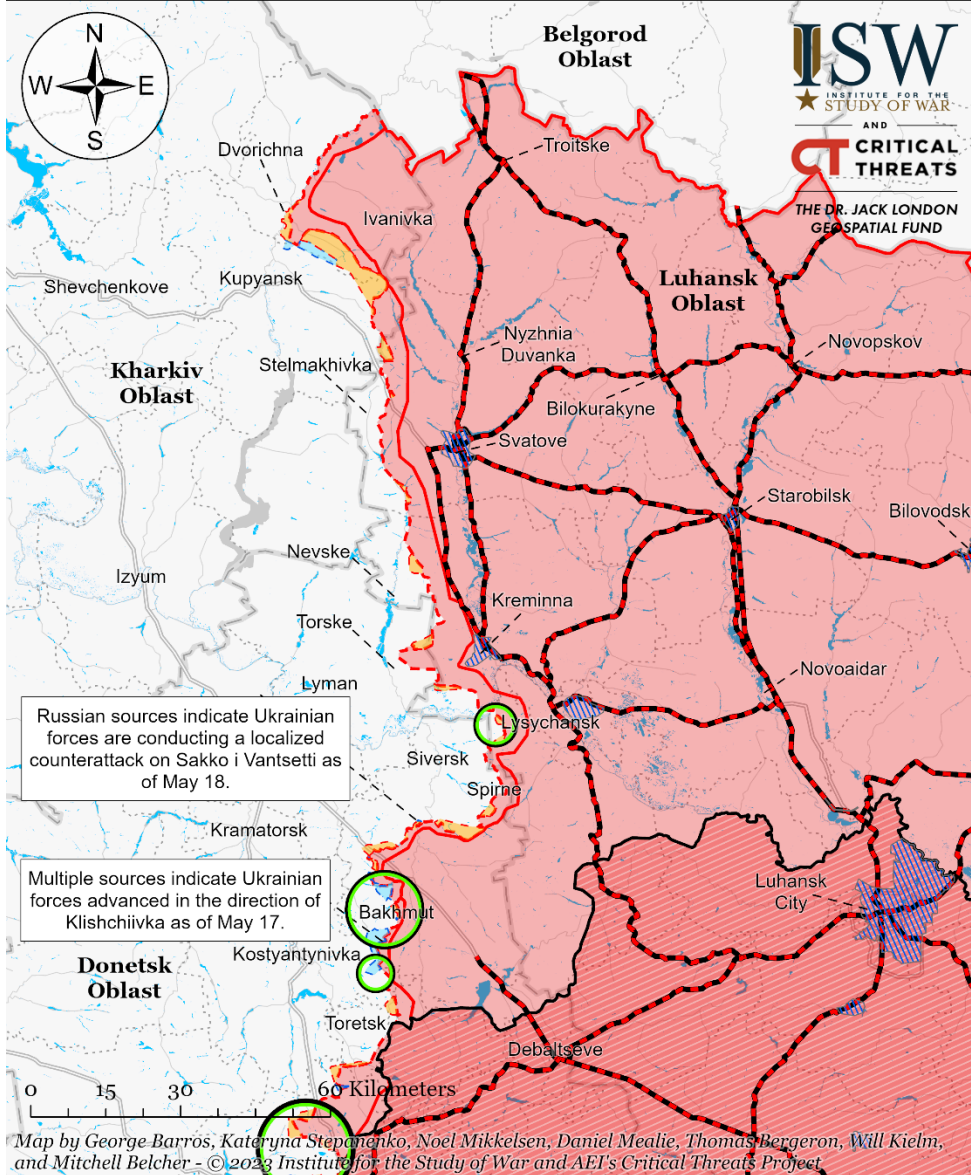 N
W
E
S
Belgorod
Oblast
ISW
INSTITUTE FOR THE
STUDY OF WAR
AND
CT CRITICAL
THREATS
THE DR. JACK LONDON
GEOSPATIAL FUND
Dvorichna
Troitske
Ivanivka
Kupyansk
Shevchenkove
Luhansk
Oblast
Nyzhnia
Duvanka
Novopskov
Stelmakhivka
Kharkiv
Oblast
Bilokurakyne
Svatove
Starobilsk
Bilovodsk
Nevske
Izyum
Kreminna
Torske
Novoaidar
Lyman
Russian sources indicate Ukrainian
forces are conducting a localized
counterattack on Sakko i Vantsetti as
of May 18.
Lysychansk
Siversk
Spirne
Kramatorsk
Multiple sources indicate Ukrainian
forces advanced in the direction of
Klishchiivka as of May 17.
Luhansk
City
Bakhmut
Kostyantynivka
Donetsk
Oblast
Toretsk
Debaltseve
0 15 30 60 Kilometers
Map by George Barros, Kateryna Stepanenko, Noel Mikkelsen, Daniel Mealie, Thomas Bergeron, Will Kielm,
and Mitchell Belcher - © 2023 Institute for the Study of War and AEI's Critical Threats Project